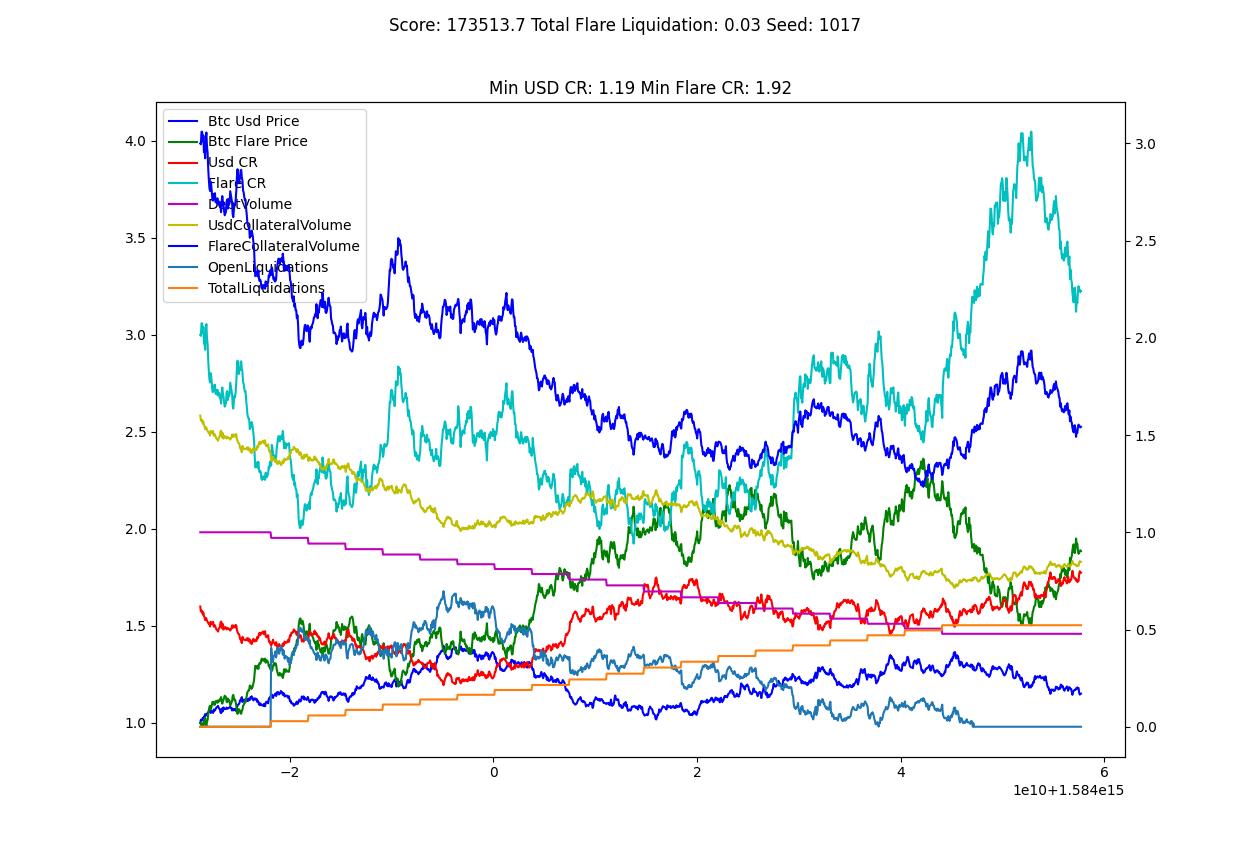 Score: 173513.7 Total Flare Liquidation: 0.03 Seed: 1017
Min USD CR: 1.19 Min Flare CR: 1.92
Btc Usd Price
Btc Flare Price
Usd CR
Flare CR
DebtVolume
UsdCollateralVolume
FlareCollateralVolume
OpenLiquidations
TotalLiquidations
4.0
3.5
3.0
2.5
2.0
1.5
1.0
3.0
2.5
2.0
1.5
1.0
0.5
0.0
−2
0
2
4
6
1e10+1.584e15